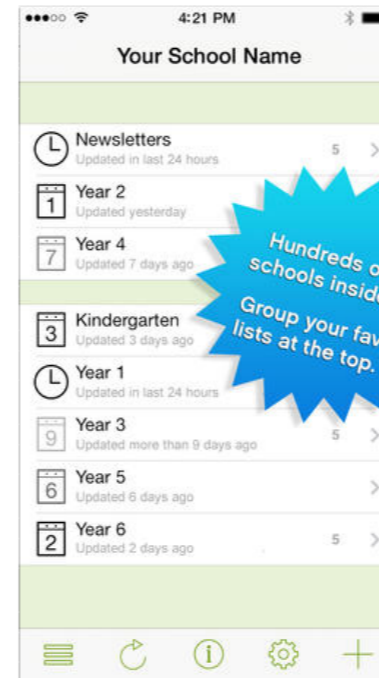 4:21 PM
Your School Name
Newsletters
Updated in last 24 hours
5
1
Year 2
Updated yesterday
7
Year 4
Updated 7 days ago
Hundreds o
schools inside
Group your fav
lists at the top.
3
Kindergarten
Updated 3 days ago
Year 1
Updated in last 24 hours
9
Year 3
Updated more than 9 days ago
5
6
Year 5
Updated 6 days ago
2
Year 6
Updated 2 days ago
5